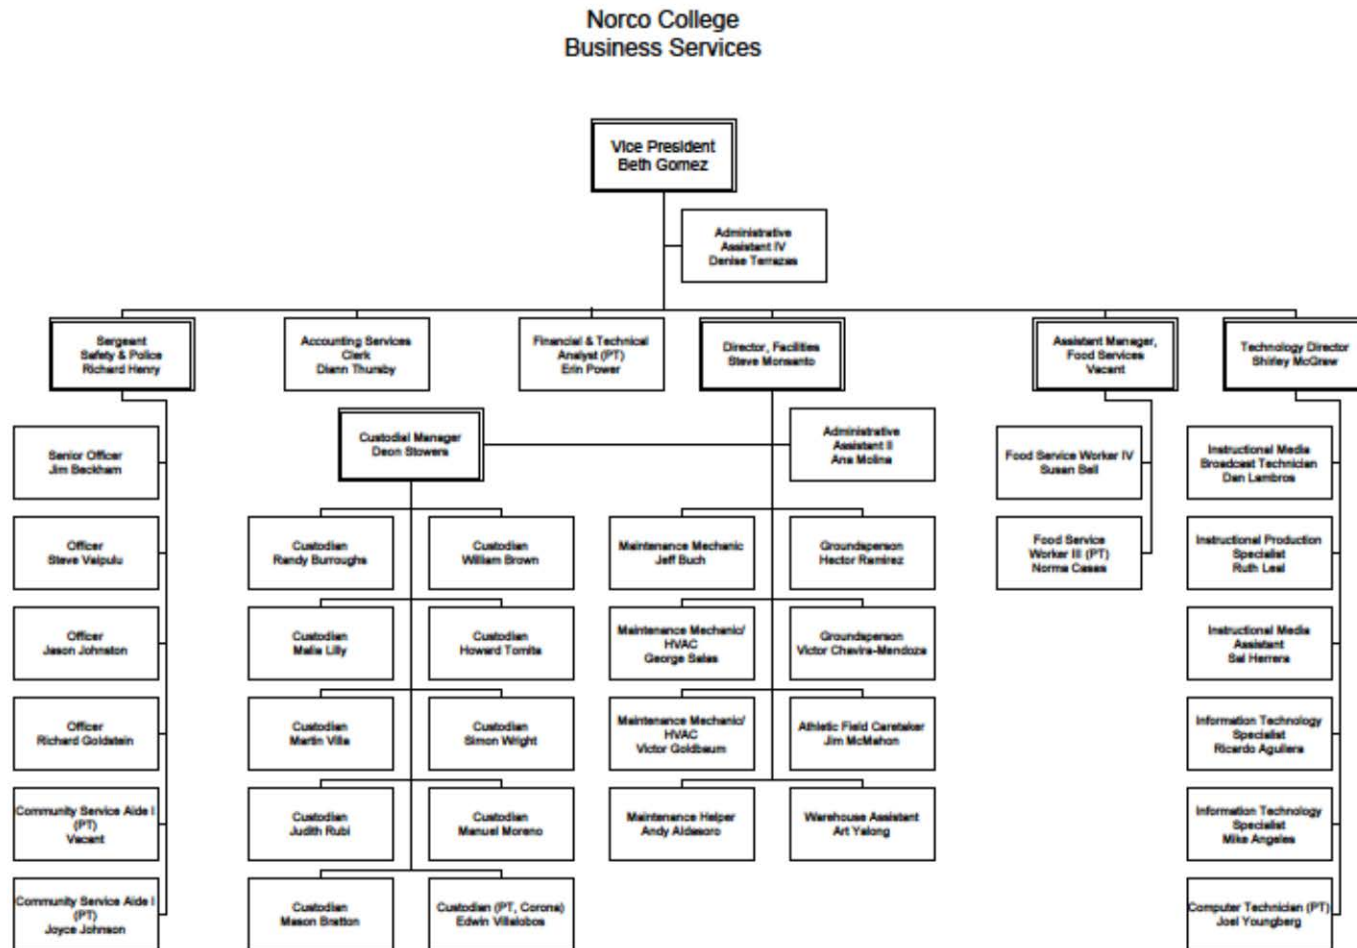 Norco College
Business Services
Vice President
Beth Gomez
Administrative
Assistant IV
Denise Terrazas
Sergeant
Safety & Police
Richard Henry
Accounting Services
Clerk
Diann Thursby
Financial & Technical
Analyst (PT)
Erin Power
Director, Facilities
Steve Monsanto
Assistant Manager,
Food Services
Vacant
Technology Director
Shirley McGraw
Custodial Manager
Deon Stowers
Administrative
Assistant II
Ana Molina
Senior Officer
Jim Beckham
Officer
Steve Vaipulu
Officer
Jason Johnston
Officer
Richard Goldstein
Community Service Aide I
(PT)
Vacant
Community Service Aide I
(PT)
Joyce Johnson
Custodian
Randy Burroughs
Custodian
William Brown
Custodian
Malia Lilly
Custodian
Howard Tomita
Custodian
Martin Villa
Custodian
Simon Wright
Custodian
Judith Rubi
Custodian
Manuel Moreno
Custodian
Mason Bratton
Custodian (PT, Corona)
Edwin Villalobos
Maintenance Mechanic
Jeff Buch
Groundsperson
Hector Ramirez
Maintenance Mechanic/
HVAC
George Salas
Groundsperson
Victor Chavira-Mendoza
Maintenance Mechanic/
HVAC
Victor Goldbaum
Athletic Field Caretaker
Jim McMahon
Maintenance Helper
Andy Aldasoro
Warehouse Assistant
Art Yalong
Food Service Worker IV
Susan Bell
Food Service
Worker III (PT)
Norma Casas
Instructional Media
Broadcast Technician
Dan Lambros
Instructional Production
Specialist
Ruth Leal
Instructional Media
Assistant
Sal Herrera
Information Technology
Specialist
Ricardo Aguilera
Information Technology
Specialist
Mike Angeles
Computer Technician (PT)
Joel Youngberg